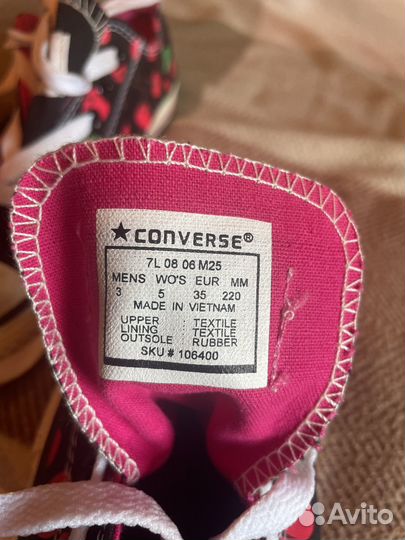 ★CONVERSE®
7L 08 06 M25
MENS WO'S EUR MM
3 5 35 220
MADE IN VIETNAM
UPPER : TEXTILE
LINING : TEXTILE
OUTSOLE : RUBBER
SKU # 106400
Avito